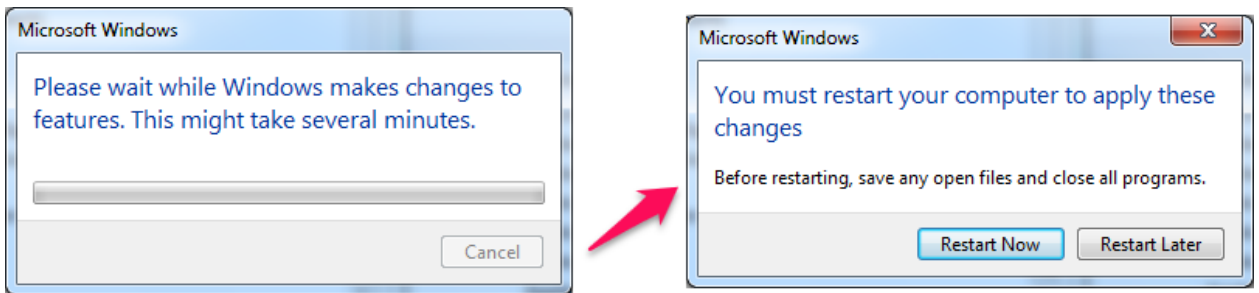 Microsoft Windows
Please wait while Windows makes changes to
features. This might take several minutes.
Cancel
Microsoft Windows
You must restart your computer to apply these
changes
Before restarting, save any open files and close all programs.
Restart Now
Restart Later